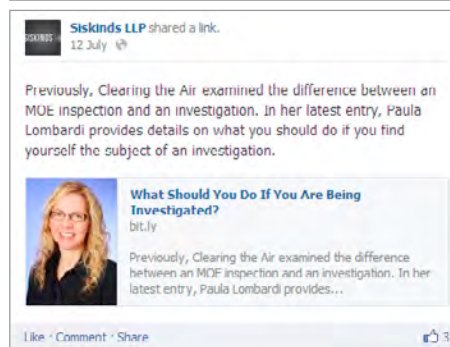 SISKINDS
Siskinds LLP shared a link.
12 July
Previously, Clearing the Air examined the difference between an
MOE inspection and an investigation. In her latest entry, Paula
Lombardi provides details on what you should do if you find
yourself the subject of an investigation.
What Should You Do If You Are Being
Investigated?
bit.ly
Previously, Clearing the Air examined the difference
between an MOE inspection and an investigation. In her
latest entry, Paula Lombardi provides...
Like · Comment · Share
3